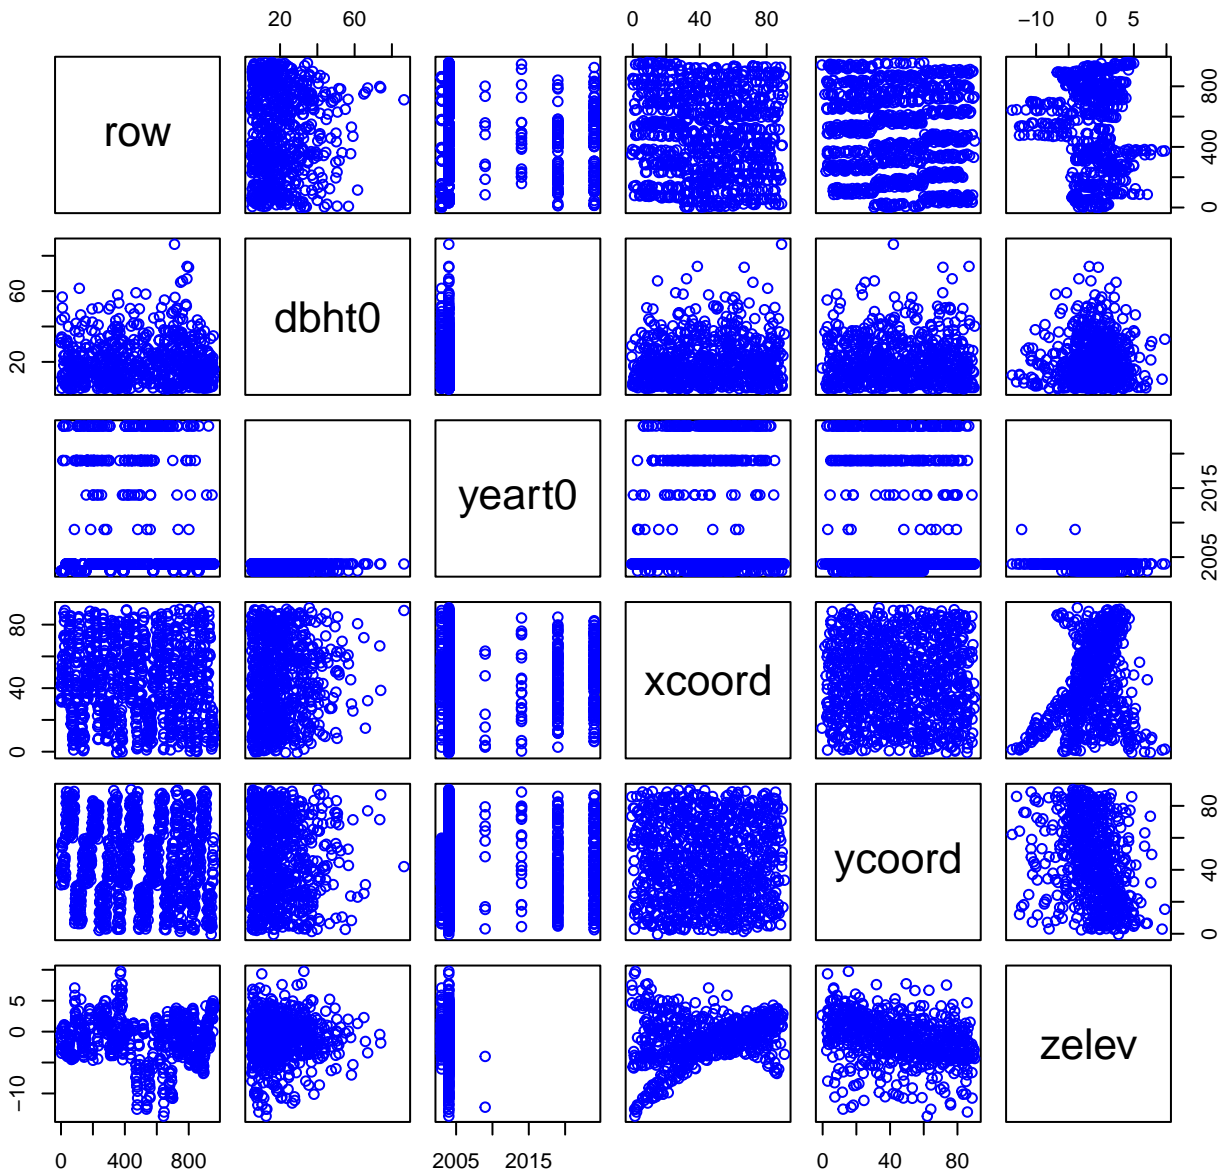 20 60 0 40 80 −10 0 5
row 0 400 800
20 60 dbht0
yeart0 2005 2015
0 40 80 xcoord
ycoord 0 40 80
−10 0 5 zelev
0 400 800 2005 2015 0 40 80